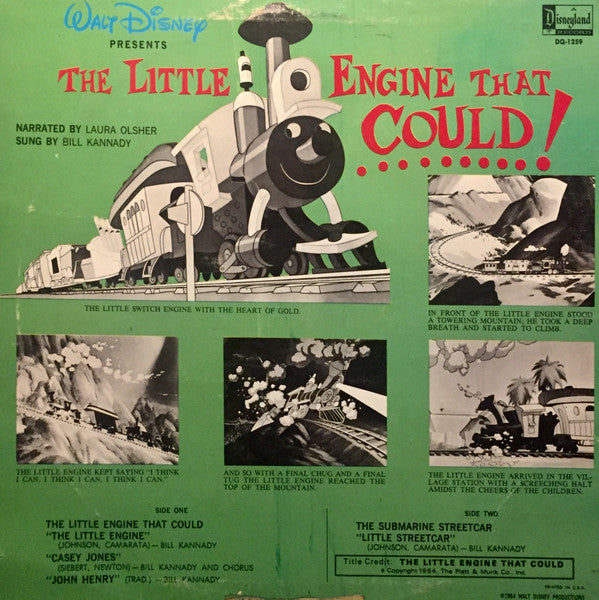 WALT DISNEY
PRESENTS
Disneyland
RECORDS
DQ-1259
THE LITTLE ENGINE THAT
COULD!
NARRATED BY LAURA OLSHER
SUNG BY BILL KANNADY
THE LITTLE SWITCH ENGINE WITH THE HEART OF GOLD.
IN FRONT OF THE LITTLE ENGINE STOOD
A TOWERING MOUNTAIN; HE TOOK A DEEP
BREATH AND STARTED TO CLIMB.
THE LITTLE ENGINE KEPT SAYING "I THINK
I CAN, I THINK I CAN, I THINK I CAN."
AND SO WITH A FINAL CHUG AND A FINAL
TUG THE LITTLE ENGINE REACHED THE
TOP OF THE MOUNTAIN.
THE LITTLE ENGINE ARRIVED IN THE VIL-
LAGE STATION WITH A SCREECHING HALT
AMIDST THE CHEERS OF THE CHILDREN.
SIDE ONE
THE LITTLE ENGINE THAT COULD
"THE LITTLE ENGINE"
(JOHNSON, CAMARATA) — BILL KANNADY
"CASEY JONES"
(SIEBERT, NEWTON) — BILL KANNADY AND CHORUS
"JOHN HENRY" (TRAD.) — BILL KANNADY
SIDE TWO
THE SUBMARINE STREETCAR
"LITTLE STREETCAR"
(JOHNSON, CAMARATA) — BILL KANNADY
Title Credit: THE LITTLE ENGINE THAT COULD
© Copyright 1964, The Platt & Munk Co., Inc.
PRINTED IN U.S.A.
©1964 WALT DISNEY PRODUCTIONS